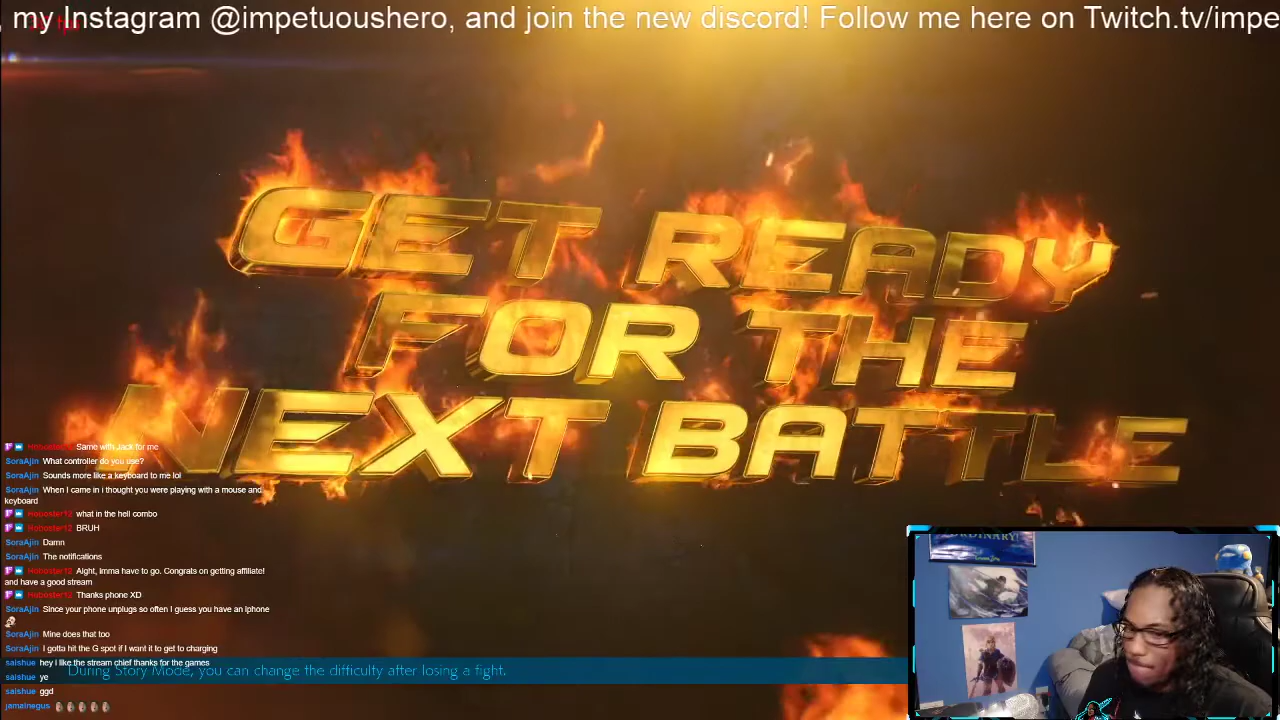 my Instagram @impetuoushero, and join the new discord! Follow me here on Twitch.tv/impe
GET READY
FOR THE
NEXT BATTLE
Hoboster12 Same with Jack for me
SoraAjin What controller do you use?
SoraAjin Sounds more like a keyboard to me lol
SoraAjin When I came in i thought you were playing with a mouse and
keyboard
Hoboster12 what in the hell combo
Hoboster12 BRUH
SoraAjin Damn
SoraAjin The notifications
Hoboster12 Aight, Imma have to go. Congrats on getting affiliate!
and have a good stream
Hoboster12 Thanks phone XD
SoraAjin Since your phone unplugs so often I guess you have an Iphone
SoraAjin Mine does that too
SoraAjin I gotta hit the G spot if I want it to get to charging
saishue hey i like the stream chief thanks for the games
saishue ye
saishue ggd
jamalnegus
During Story Mode, you can change the difficulty after losing a fight.